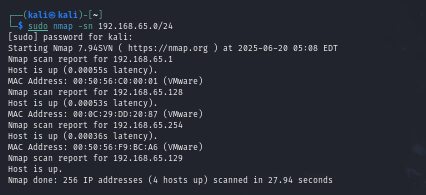 ┌──(kali㉿kali)-[~]
└─$ sudo nmap -sn 192.168.65.0/24
[sudo] password for kali:
Starting Nmap 7.94SVN ( https://nmap.org ) at 2025-06-20 05:08 EDT
Nmap scan report for 192.168.65.1
Host is up (0.00055s latency).
MAC Address: 00:50:56:C0:00:01 (VMware)
Nmap scan report for 192.168.65.128
Host is up (0.00053s latency).
MAC Address: 00:0C:29:DD:20:87 (VMware)
Nmap scan report for 192.168.65.254
Host is up (0.00036s latency).
MAC Address: 00:50:56:F9:BC:A6 (VMware)
Nmap scan report for 192.168.65.129
Host is up.
Nmap done: 256 IP addresses (4 hosts up) scanned in 27.94 seconds